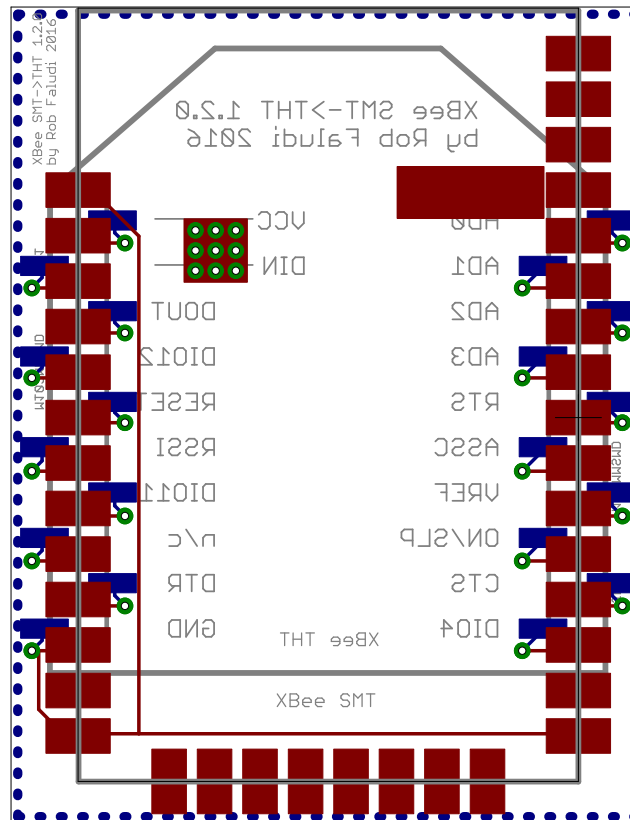 XBee SMT->THT 1.2.0
by Rob Faludi 2016
XBee SMT->THT 1.2.0
by Rob Faludi 2016
VCC
DIN
DOUT
DIO12
RESET
RSSI
DIO11
n/c
DTR
GND
AD0
AD1
AD2
AD3
RTS
ASSC
VREF
ON/SLP
CTS
DIO4
XBee THT
XBee SMT